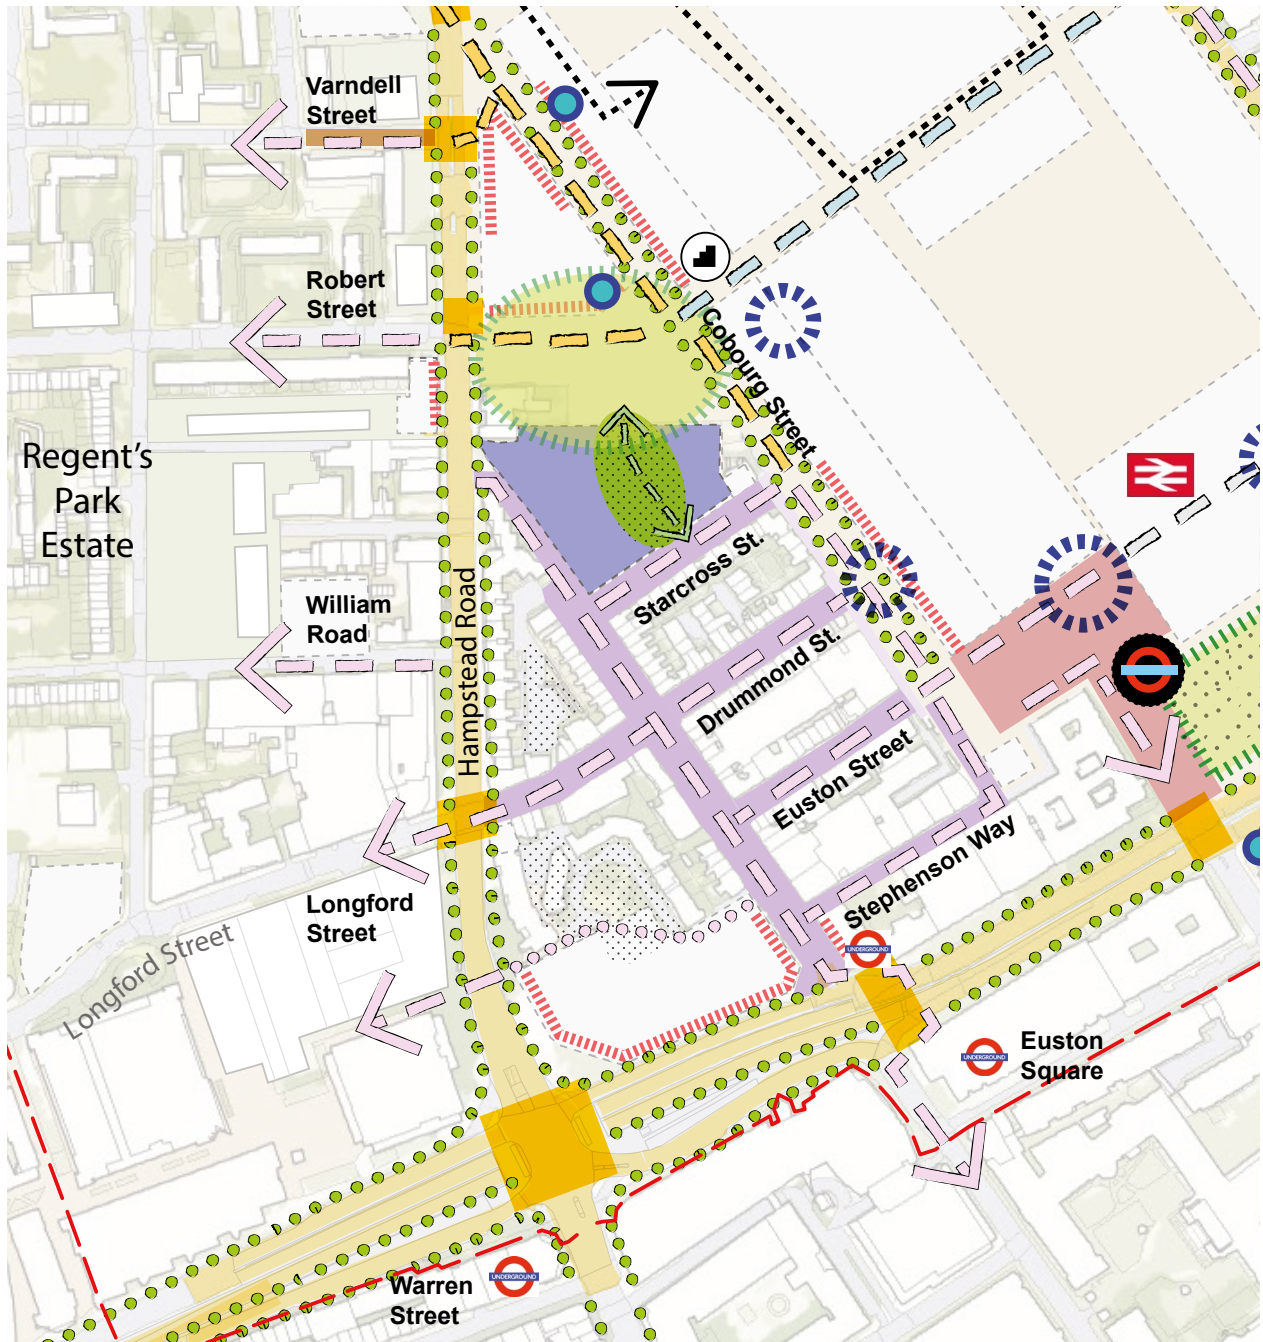 Varndell
Street
Robert
Street
Cobourg Street
Regent's
Park
Estate
Starcross St.
William
Road
Hampstead Road
Drummond St.
Euston Street
Stephenson Way
Longford
Street
Longford Street
UNDERGROUND
UNDERGROUND
Euston
Square
Warren
Street
UNDERGROUND